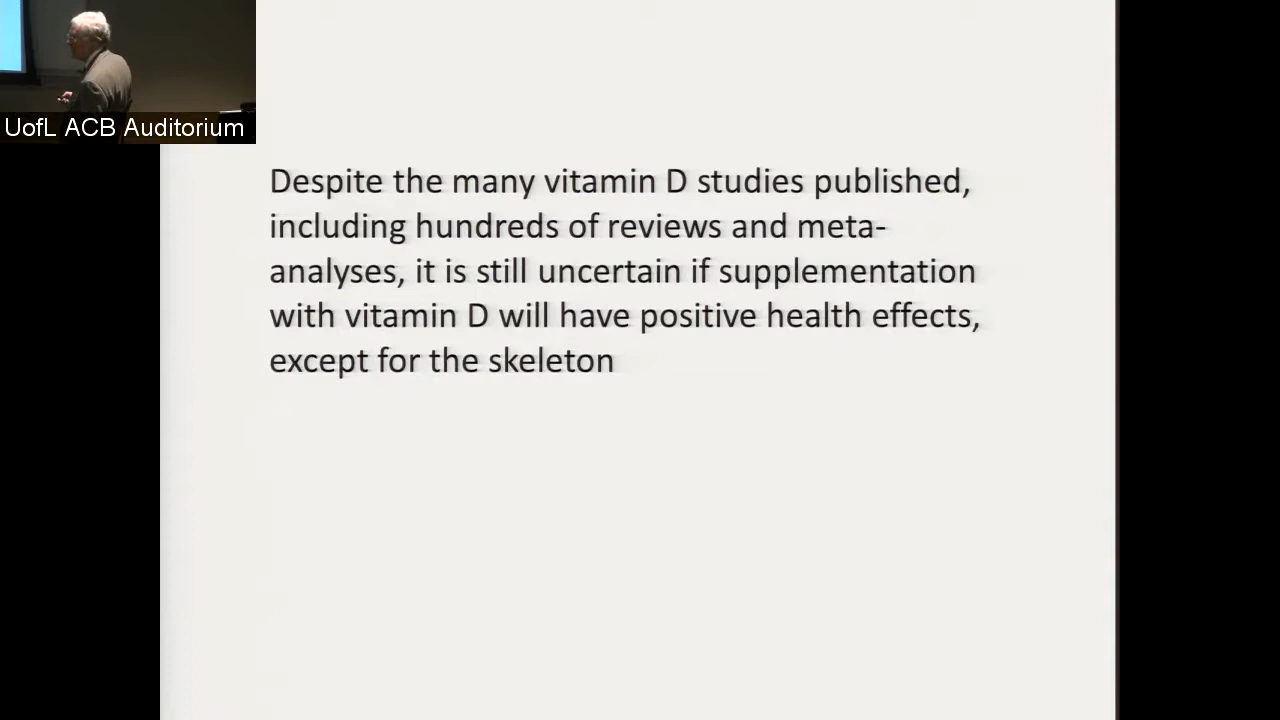 UofL ACB Auditorium
Despite the many vitamin D studies published,
including hundreds of reviews and meta-
analyses, it is still uncertain if supplementation
with vitamin D will have positive health effects,
except for the skeleton